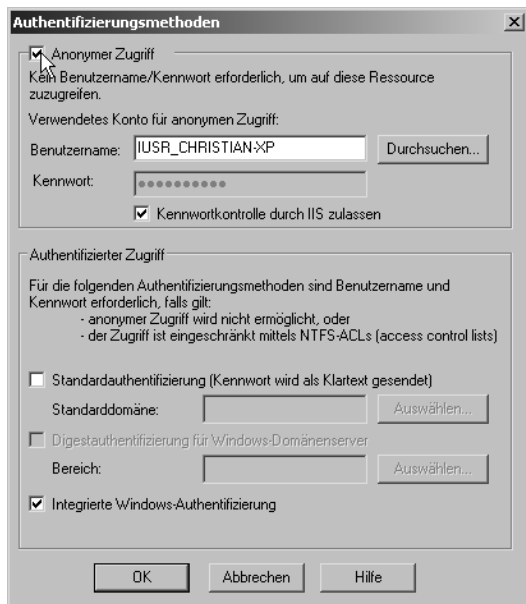 Authentifizierungsmethoden
Anonymer Zugriff
Kein Benutzername/Kennwort erforderlich, um auf diese Ressource
zuzugreifen.
Verwendetes Konto für anonymen Zugriff:
Benutzername: IUSR_CHRISTIAN-XP Durchsuchen...
Kennwort: ●●●●●●●●●●
Kennwortkontrolle durch IIS zulassen
Authentifizierter Zugriff
Für die folgenden Authentifizierungsmethoden sind Benutzername und
Kennwort erforderlich, falls gilt:
- anonymer Zugriff wird nicht ermöglicht, oder
- der Zugriff ist eingeschränkt mittels NTFS-ACLs (access control lists)
Standardauthentifizierung (Kennwort wird als Klartext gesendet)
Standarddomäne: Auswählen...
Digestauthentifizierung für Windows-Domänenserver
Bereich: Auswählen...
Integrierte Windows-Authentifizierung
OK Abbrechen Hilfe